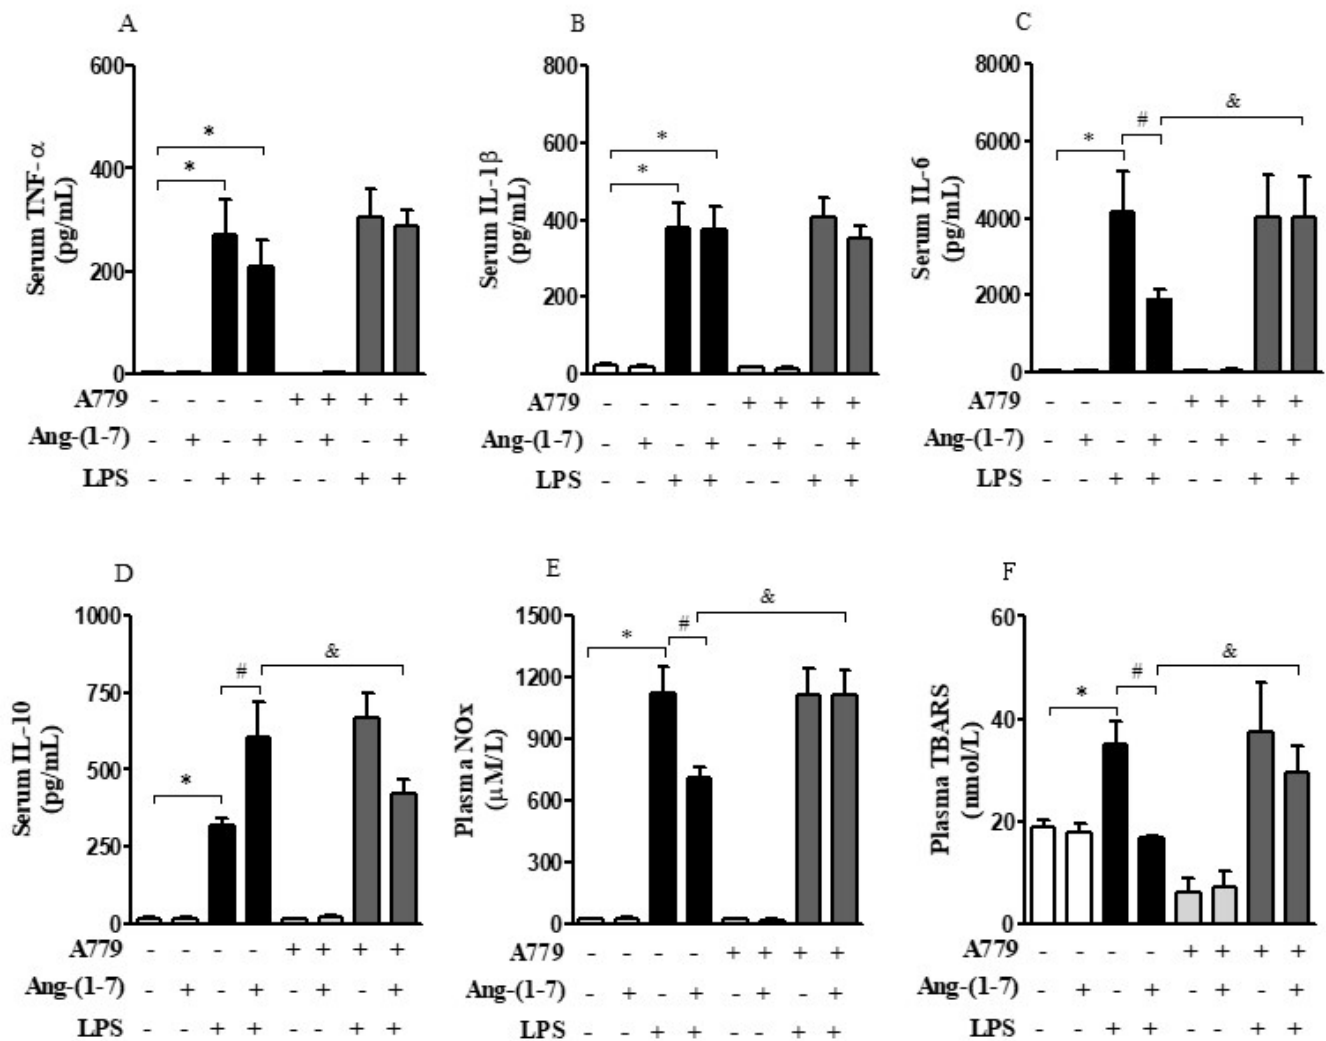 A
600
400
200
0
Serum TNF-α
(pg/mL)
*
*
A779 - - - - + + + +
Ang-(1-7) - + - + - + - +
LPS - - + + - - + +
B
800
600
400
200
0
Serum IL-1β
(pg/mL)
*
*
A779 - - - - + + + +
Ang-(1-7) - + - + - + - +
LPS - - + + - - + +
C
8000
6000
4000
2000
0
Serum IL-6
(pg/mL)
* # &
A779 - - - - + + + +
Ang-(1-7) - + - + - + - +
LPS - - + + - - + +
D
1000
750
500
250
0
Serum IL-10
(pg/mL)
* # &
A779 - - - - + + + +
Ang-(1-7) - + - + - + - +
LPS - - + + - - + +
E
1500
1200
900
600
300
0
Plasma NOx
(µM/L)
* # &
A779 - - - - + + + +
Ang-(1-7) - + - + - + - +
LPS - - + + - - + +
F
60
40
20
0
Plasma TBARS
(nmol/L)
* # &
A779 - - - - + + + +
Ang-(1-7) - + - + - + - +
LPS - - + + - - + +